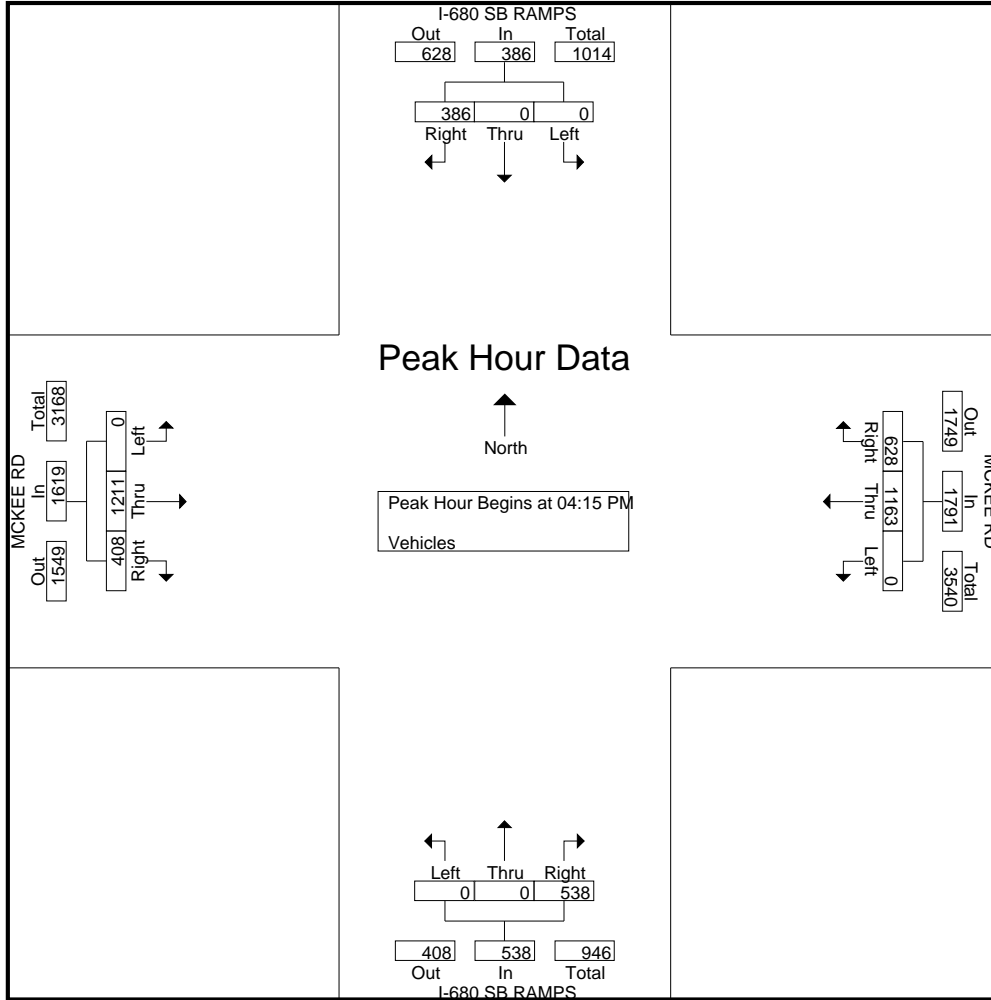 I-680 SB RAMPS
Out In Total
628 386 1014
386 0 0
Right Thru Left
Peak Hour Data
North
Peak Hour Begins at 04:15 PM
Vehicles
MCKEE RD
Out In Total
1549 1619 3168
408 1211 0
Right Thru Left
MCKEE RD
Out In Total
1749 1791 3540
628 1163 0
Right Thru Left
Left Thru Right
0 0 538
408 538 946
Out In Total
I-680 SB RAMPS